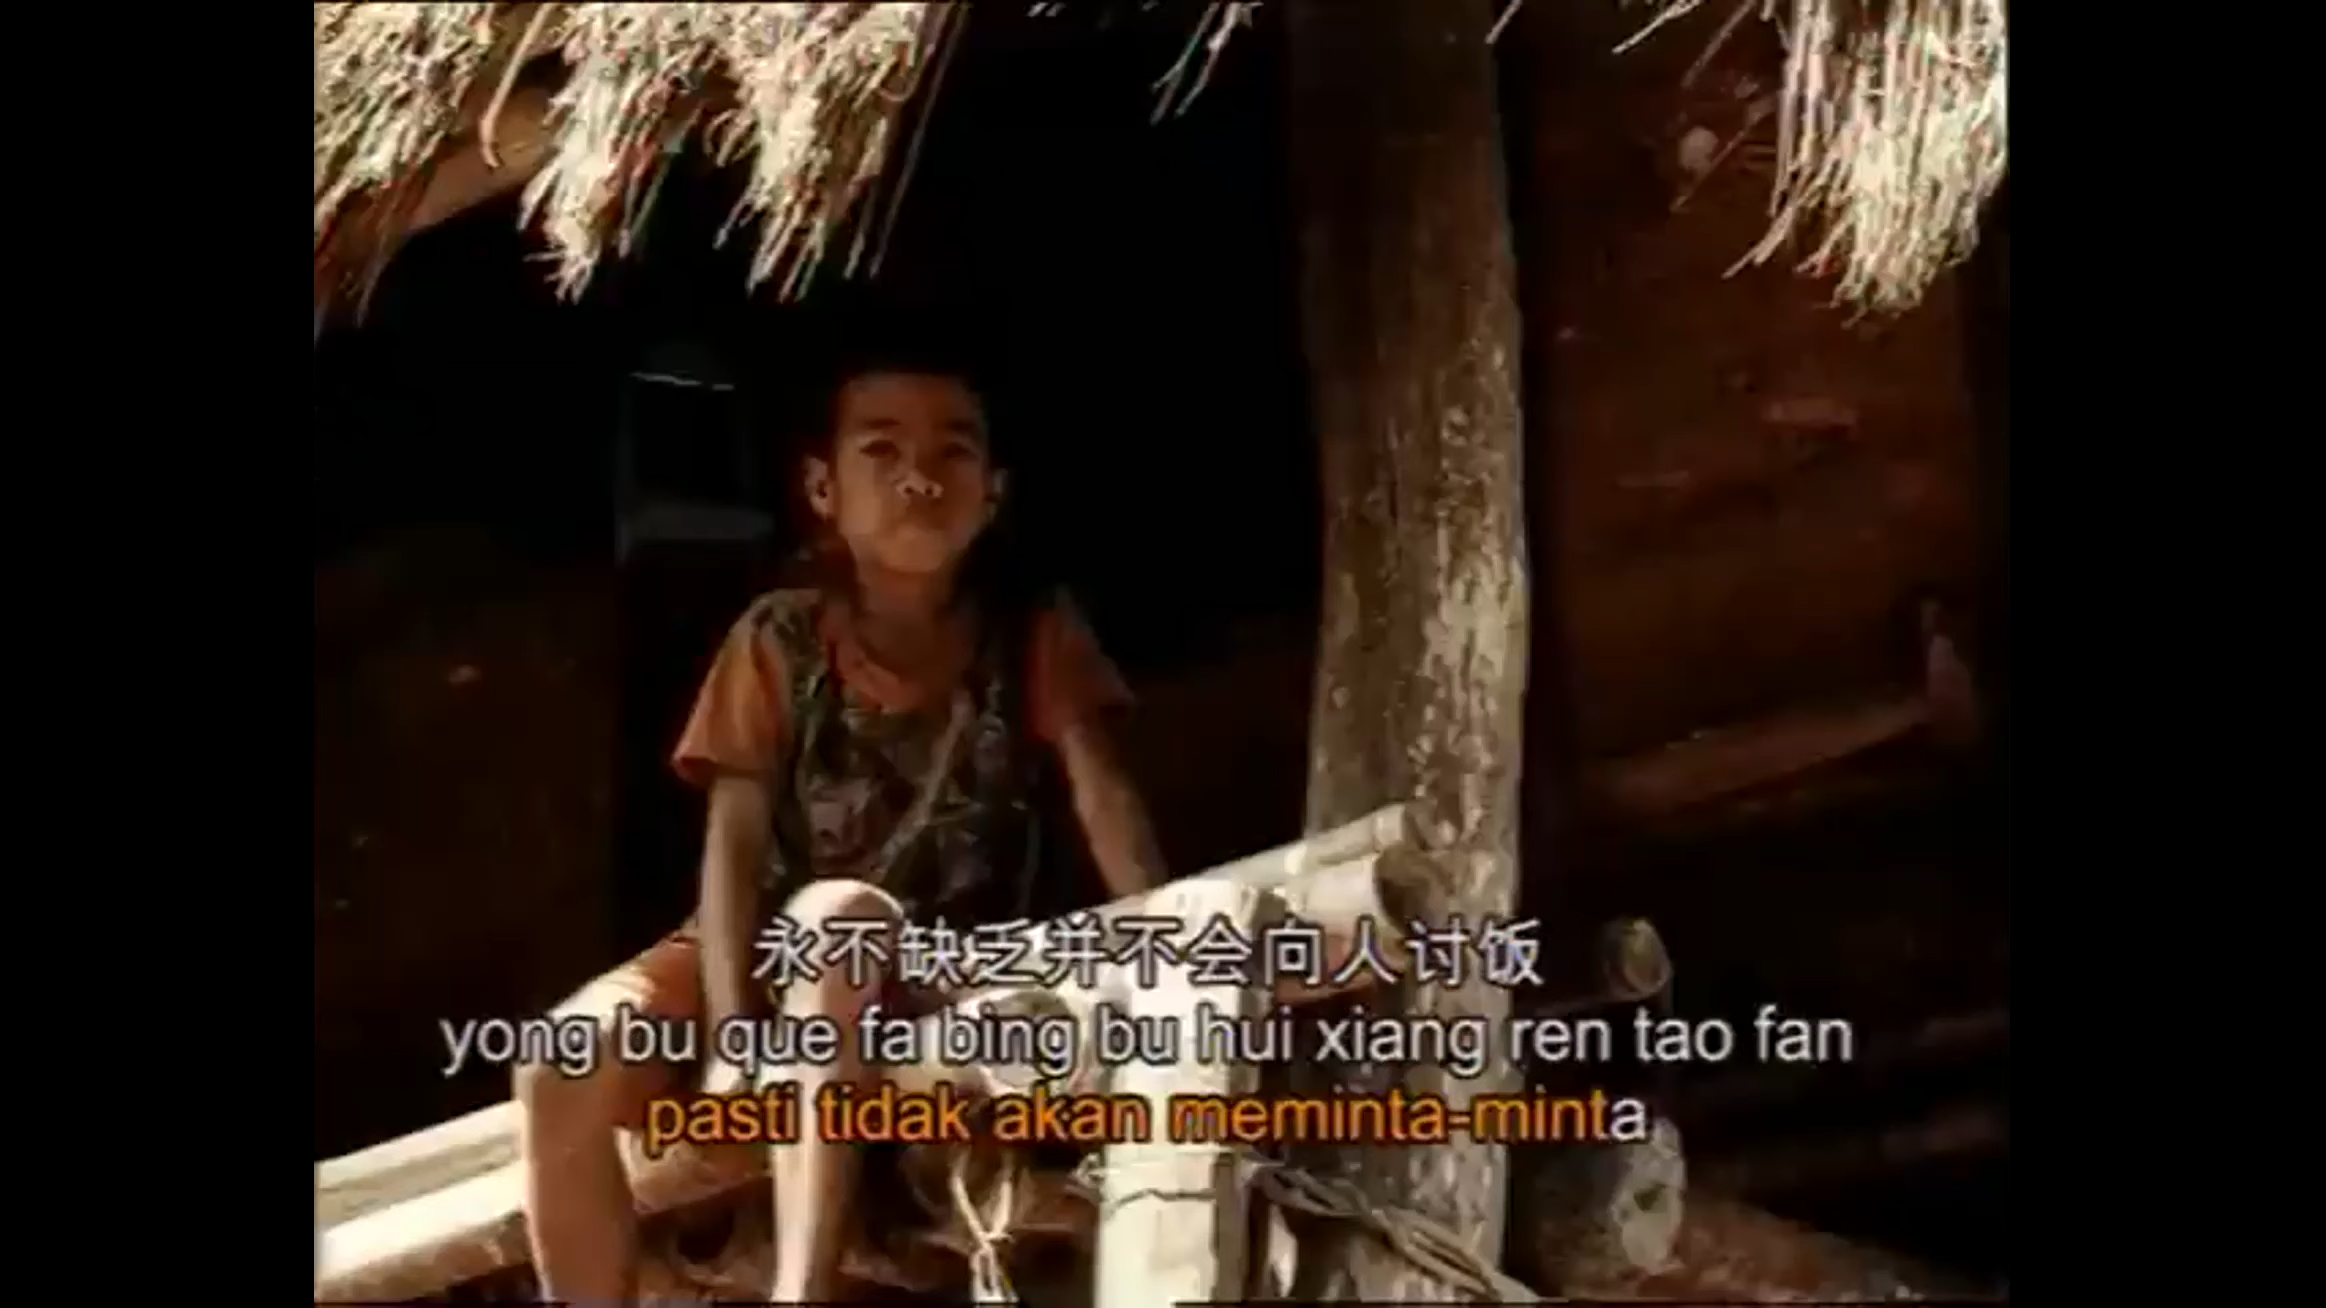 永不缺乏并不会向人讨饭
yong bu que fa bing bu hui xiang ren tao fan
pasti tidak akan meminta-minta